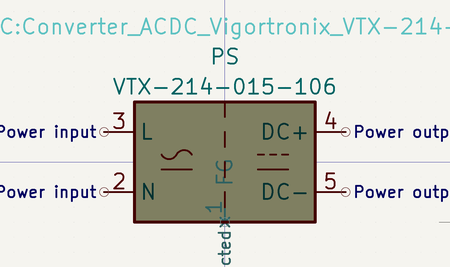 C:Converter_ACDC_Vigortronix_VTX-214-
PS
VTX-214-015-106
Power input 3 L DC+ 4 Power outp
FG
Power input 2 N DC- 5 Power outp
1
cted